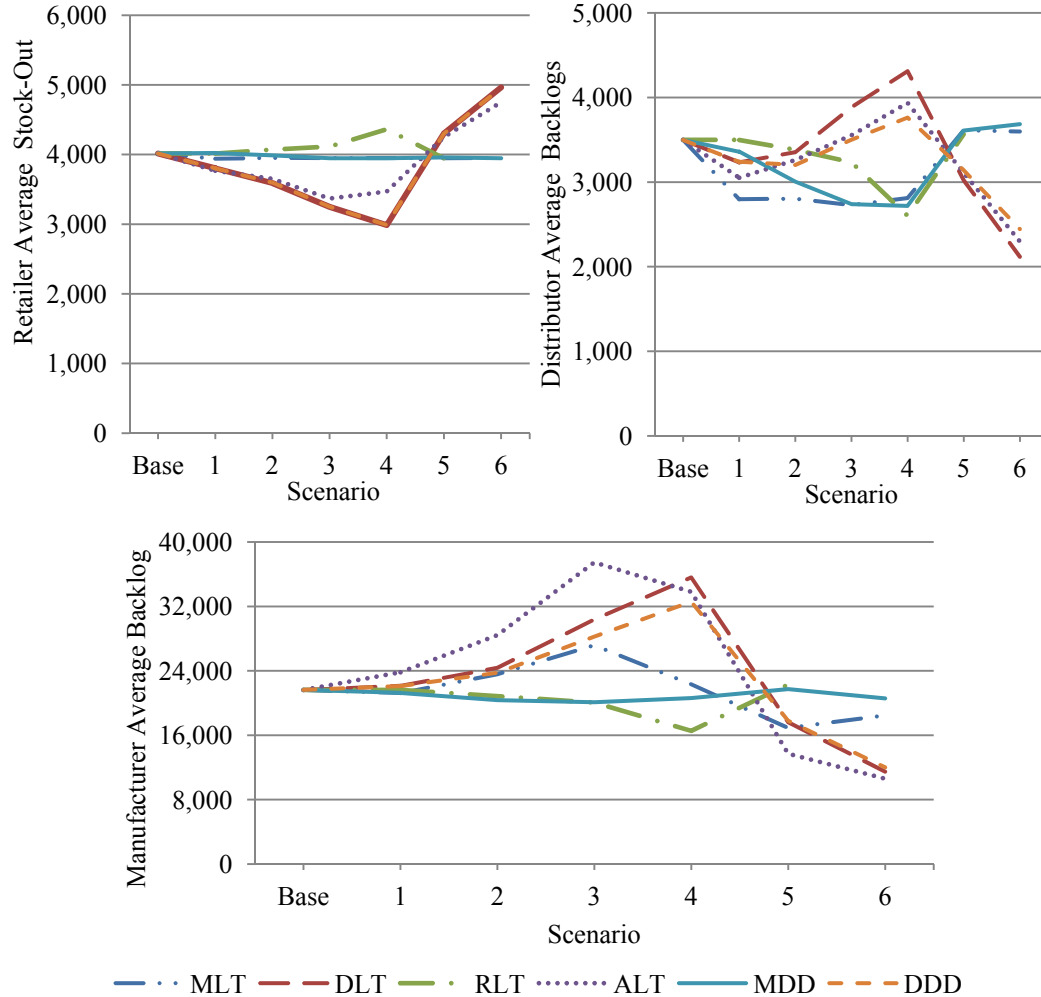 6,000
5,000
4,000
3,000
2,000
1,000
0
Retailer Average Stock-Out
Base 1 2 3 4 5 6
Scenario
5,000
4,000
3,000
2,000
1,000
0
Distributor Average Backlogs
Base 1 2 3 4 5 6
Scenario
40,000
32,000
24,000
16,000
8,000
0
Manufacturer Average Backlog
Base 1 2 3 4 5 6
Scenario
MLT DLT RLT ALT MDD DDD